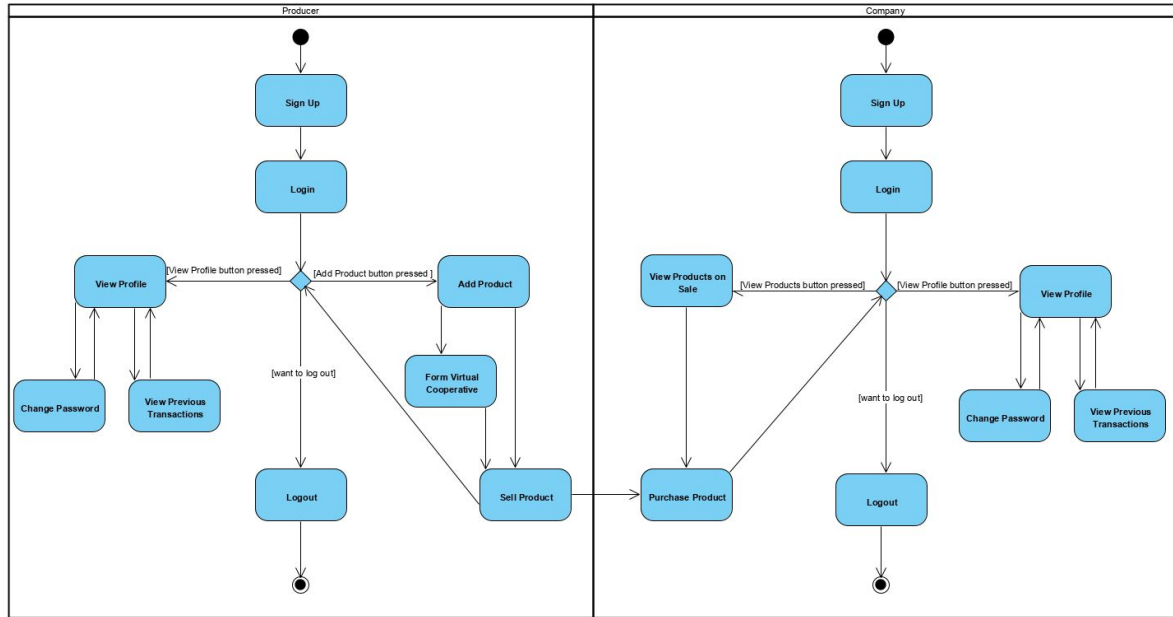 Producer
Company
Sign Up
Sign Up
Login
Login
[View Profile button pressed]
[Add Product button pressed ]
View Profile
Add Product
View Products on
Sale
[View Products button pressed]
[View Profile button pressed]
View Profile
[want to log out]
Form Virtual
Cooperative
[want to log out]
Change Password
View Previous
Transactions
Change Password
View Previous
Transactions
Logout
Sell Product
Purchase Product
Logout